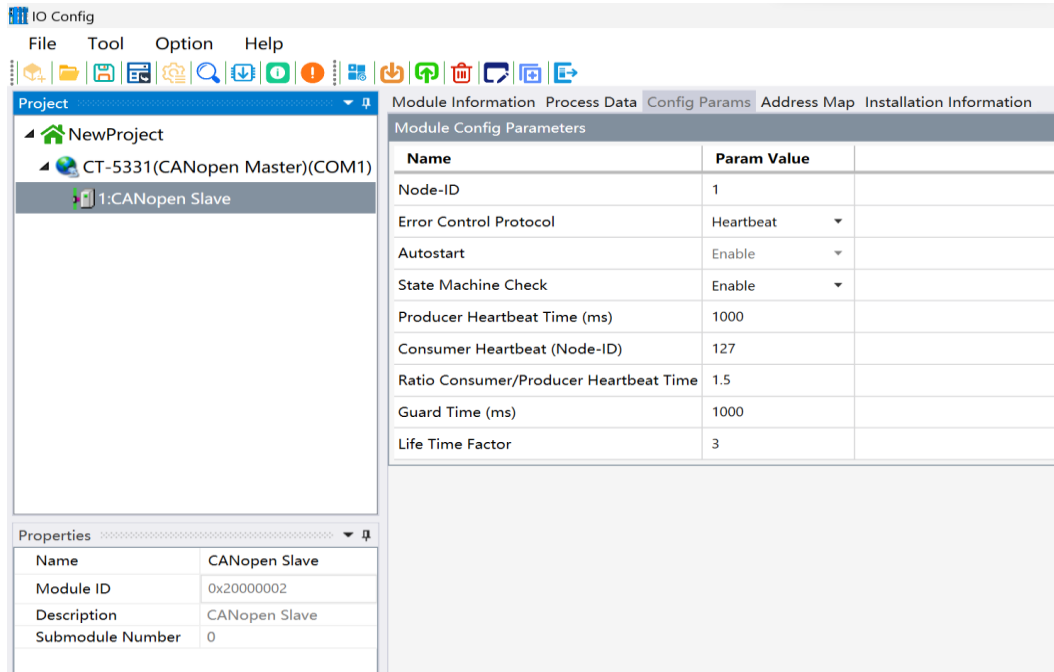 IO Config
File Tool Option Help
Project
NewProject
CT-5331(CANopen Master)(COM1)
1:CANopen Slave
Module Information Process Data Config Params Address Map Installation Information
Module Config Parameters
Name Param Value
Node-ID 1
Error Control Protocol Heartbeat
Autostart Enable
State Machine Check Enable
Producer Heartbeat Time (ms) 1000
Consumer Heartbeat (Node-ID) 127
Ratio Consumer/Producer Heartbeat Time 1.5
Guard Time (ms) 1000
Life Time Factor 3
Properties
Name CANopen Slave
Module ID 0x20000002
Description CANopen Slave
Submodule Number 0